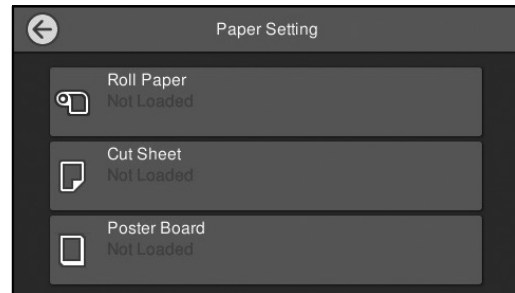 Paper Setting
Roll Paper
Not Loaded
Cut Sheet
Not Loaded
Poster Board
Not Loaded